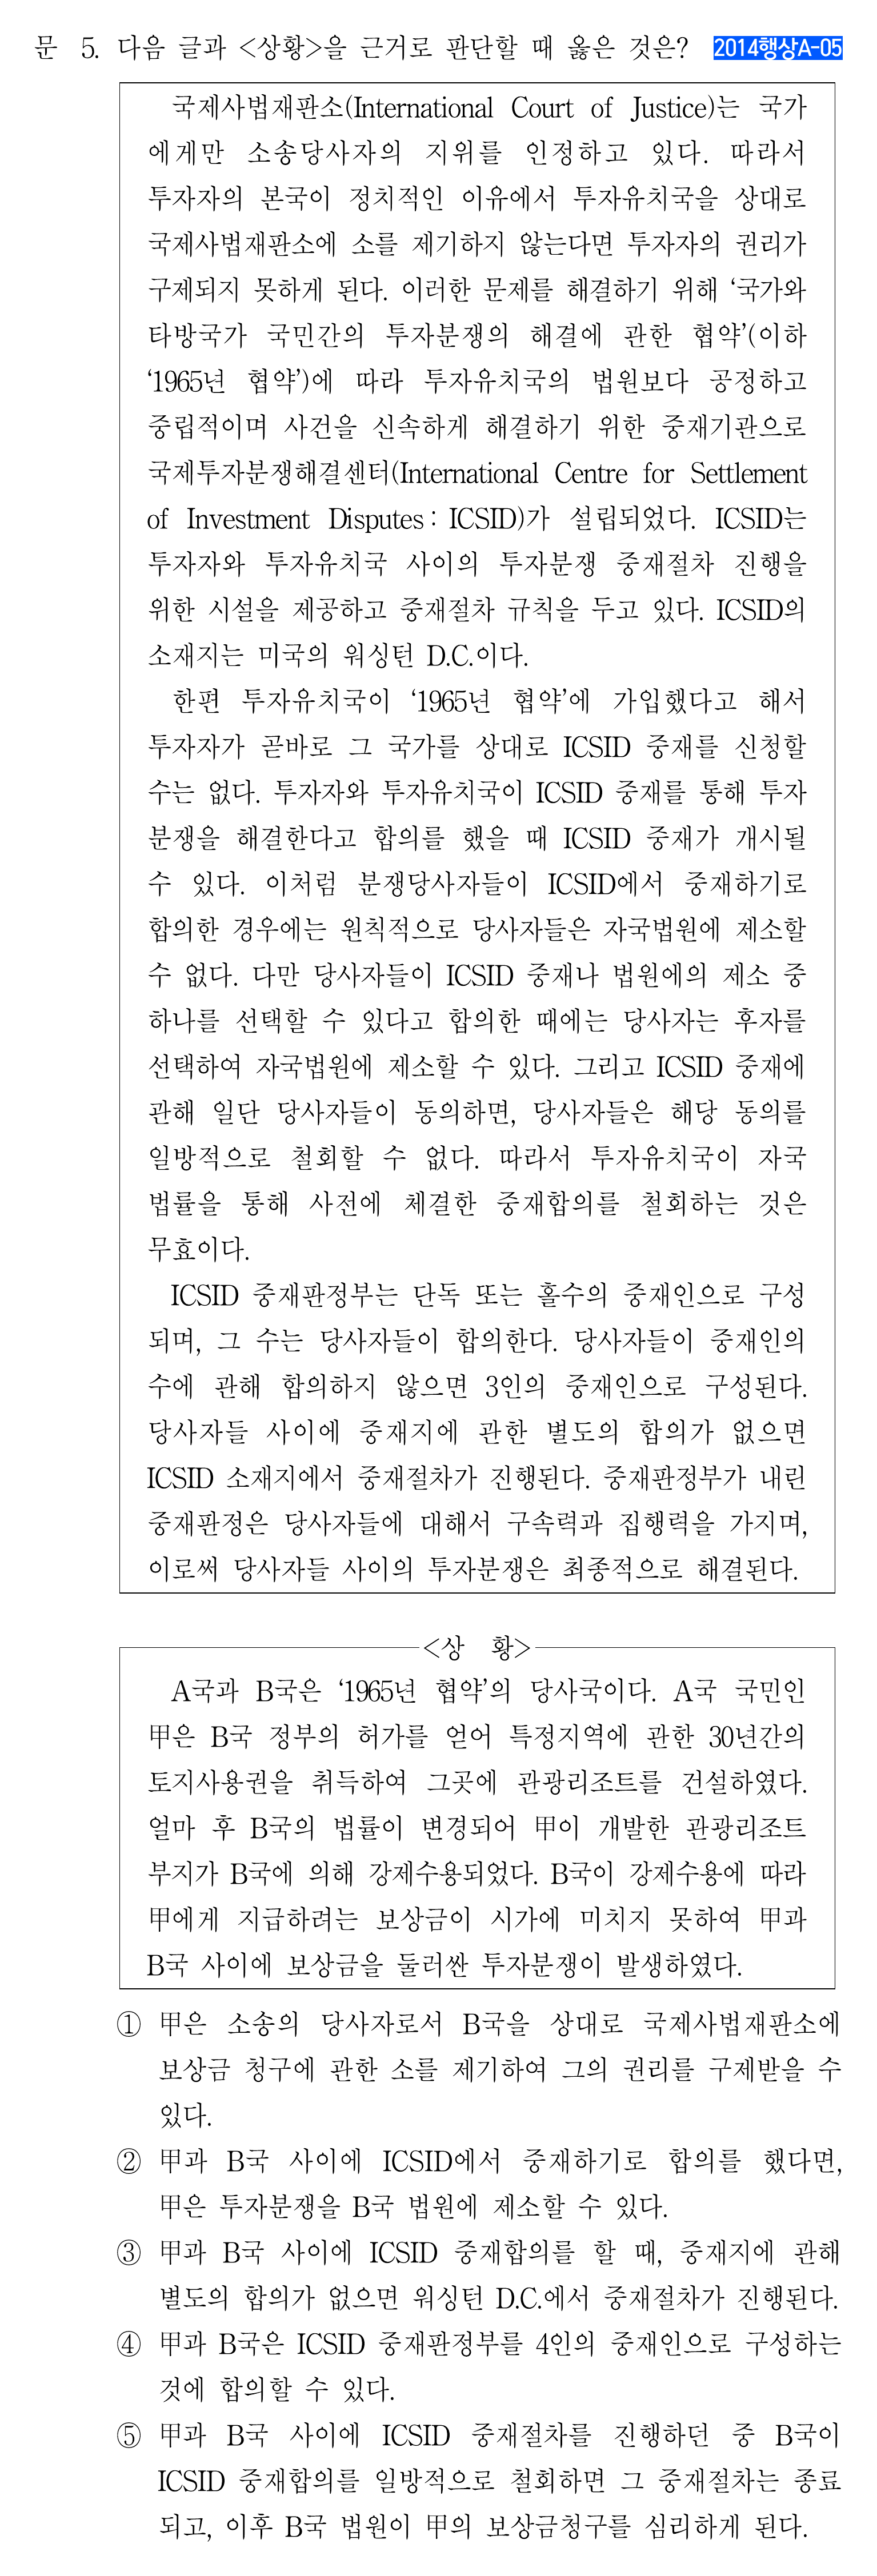 문 5. 다음 글과 <상황>을 근거로 판단할 때 옳은 것은? 2014행상A-05
국제사법재판소(International Court of Justice)는 국가
에게만 소송당사자의 지위를 인정하고 있다. 따라서
투자자의 본국이 정치적인 이유에서 투자유치국을 상대로
국제사법재판소에 소를 제기하지 않는다면 투자자의 권리가
구제되지 못하게 된다. 이러한 문제를 해결하기 위해 ‘국가와
타방국가 국민간의 투자분쟁의 해결에 관한 협약’(이하
‘1965년 협약’)에 따라 투자유치국의 법원보다 공정하고
중립적이며 사건을 신속하게 해결하기 위한 중재기관으로
국제투자분쟁해결센터(International Centre for Settlement
of Investment Disputes : ICSID)가 설립되었다. ICSID는
투자자와 투자유치국 사이의 투자분쟁 중재절차 진행을
위한 시설을 제공하고 중재절차 규칙을 두고 있다. ICSID의
소재지는 미국의 워싱턴 D.C.이다.
한편 투자유치국이 ‘1965년 협약’에 가입했다고 해서
투자자가 곧바로 그 국가를 상대로 ICSID 중재를 신청할
수는 없다. 투자자와 투자유치국이 ICSID 중재를 통해 투자
분쟁을 해결한다고 합의를 했을 때 ICSID 중재가 개시될
수 있다. 이처럼 분쟁당사자들이 ICSID에서 중재하기로
합의한 경우에는 원칙적으로 당사자들은 자국법원에 제소할
수 없다. 다만 당사자들이 ICSID 중재나 법원에의 제소 중
하나를 선택할 수 있다고 합의한 때에는 당사자는 후자를
선택하여 자국법원에 제소할 수 있다. 그리고 ICSID 중재에
관해 일단 당사자들이 동의하면, 당사자들은 해당 동의를
일방적으로 철회할 수 없다. 따라서 투자유치국이 자국
법률을 통해 사전에 체결한 중재합의를 철회하는 것은
무효이다.
ICSID 중재판정부는 단독 또는 홀수의 중재인으로 구성
되며, 그 수는 당사자들이 합의한다. 당사자들이 중재인의
수에 관해 합의하지 않으면 3인의 중재인으로 구성된다.
당사자들 사이에 중재지에 관한 별도의 합의가 없으면
ICSID 소재지에서 중재절차가 진행된다. 중재판정부가 내린
중재판정은 당사자들에 대해서 구속력과 집행력을 가지며,
이로써 당사자들 사이의 투자분쟁은 최종적으로 해결된다.
<상 황>
A국과 B국은 ‘1965년 협약’의 당사국이다. A국 국민인
甲은 B국 정부의 허가를 얻어 특정지역에 관한 30년간의
토지사용권을 취득하여 그곳에 관광리조트를 건설하였다.
얼마 후 B국의 법률이 변경되어 甲이 개발한 관광리조트
부지가 B국에 의해 강제수용되었다. B국이 강제수용에 따라
甲에게 지급하려는 보상금이 시가에 미치지 못하여 甲과
B국 사이에 보상금을 둘러싼 투자분쟁이 발생하였다.
① 甲은 소송의 당사자로서 B국을 상대로 국제사법재판소에
보상금 청구에 관한 소를 제기하여 그의 권리를 구제받을 수
있다.
② 甲과 B국 사이에 ICSID에서 중재하기로 합의를 했다면,
甲은 투자분쟁을 B국 법원에 제소할 수 있다.
③ 甲과 B국 사이에 ICSID 중재합의를 할 때, 중재지에 관해
별도의 합의가 없으면 워싱턴 D.C.에서 중재절차가 진행된다.
④ 甲과 B국은 ICSID 중재판정부를 4인의 중재인으로 구성하는
것에 합의할 수 있다.
⑤ 甲과 B국 사이에 ICSID 중재절차를 진행하던 중 B국이
ICSID 중재합의를 일방적으로 철회하면 그 중재절차는 종료
되고, 이후 B국 법원이 甲의 보상금청구를 심리하게 된다.